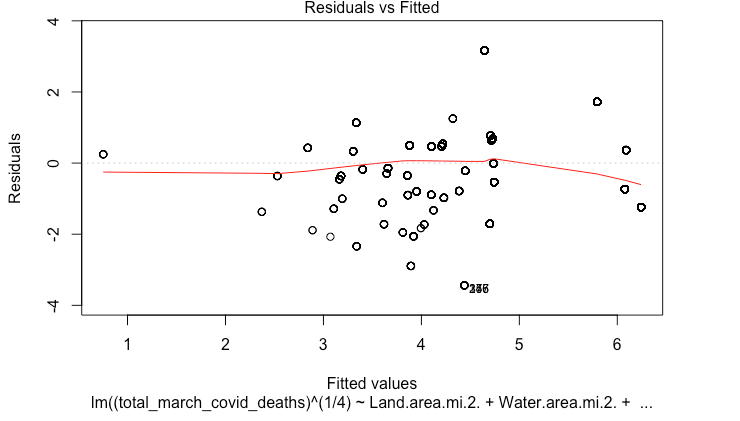 Residuals vs Fitted
Residuals
4
2
0
-2
-4
1
2
3
4
5
6
Fitted values
lm((total_march_covid_deaths)^(1/4) ~ Land.area.mi.2. + Water.area.mi.2. + ...